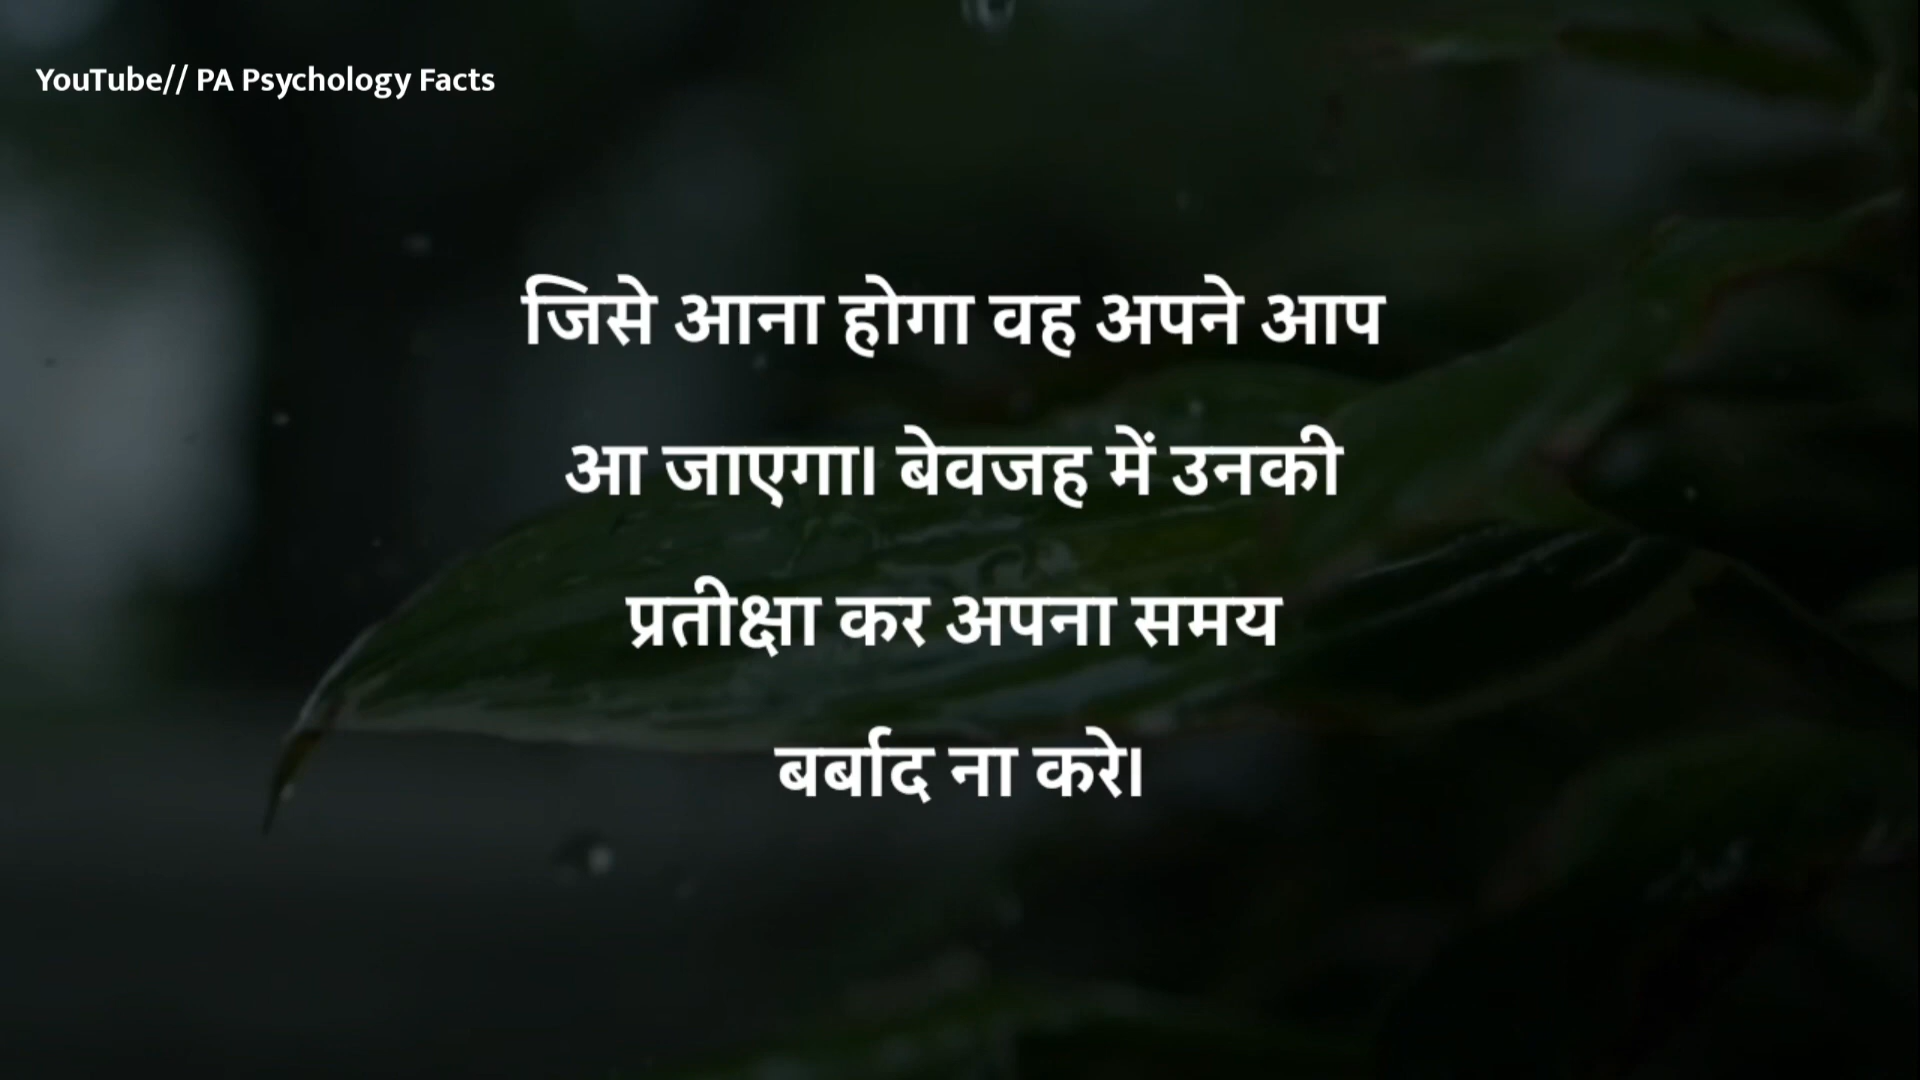 YouTube// PA Psychology Facts
जिसे आना होगा वह अपने आप
आ जाएगा। बेवजह में उनकी
प्रतीक्षा कर अपना समय
बर्बाद ना करे।